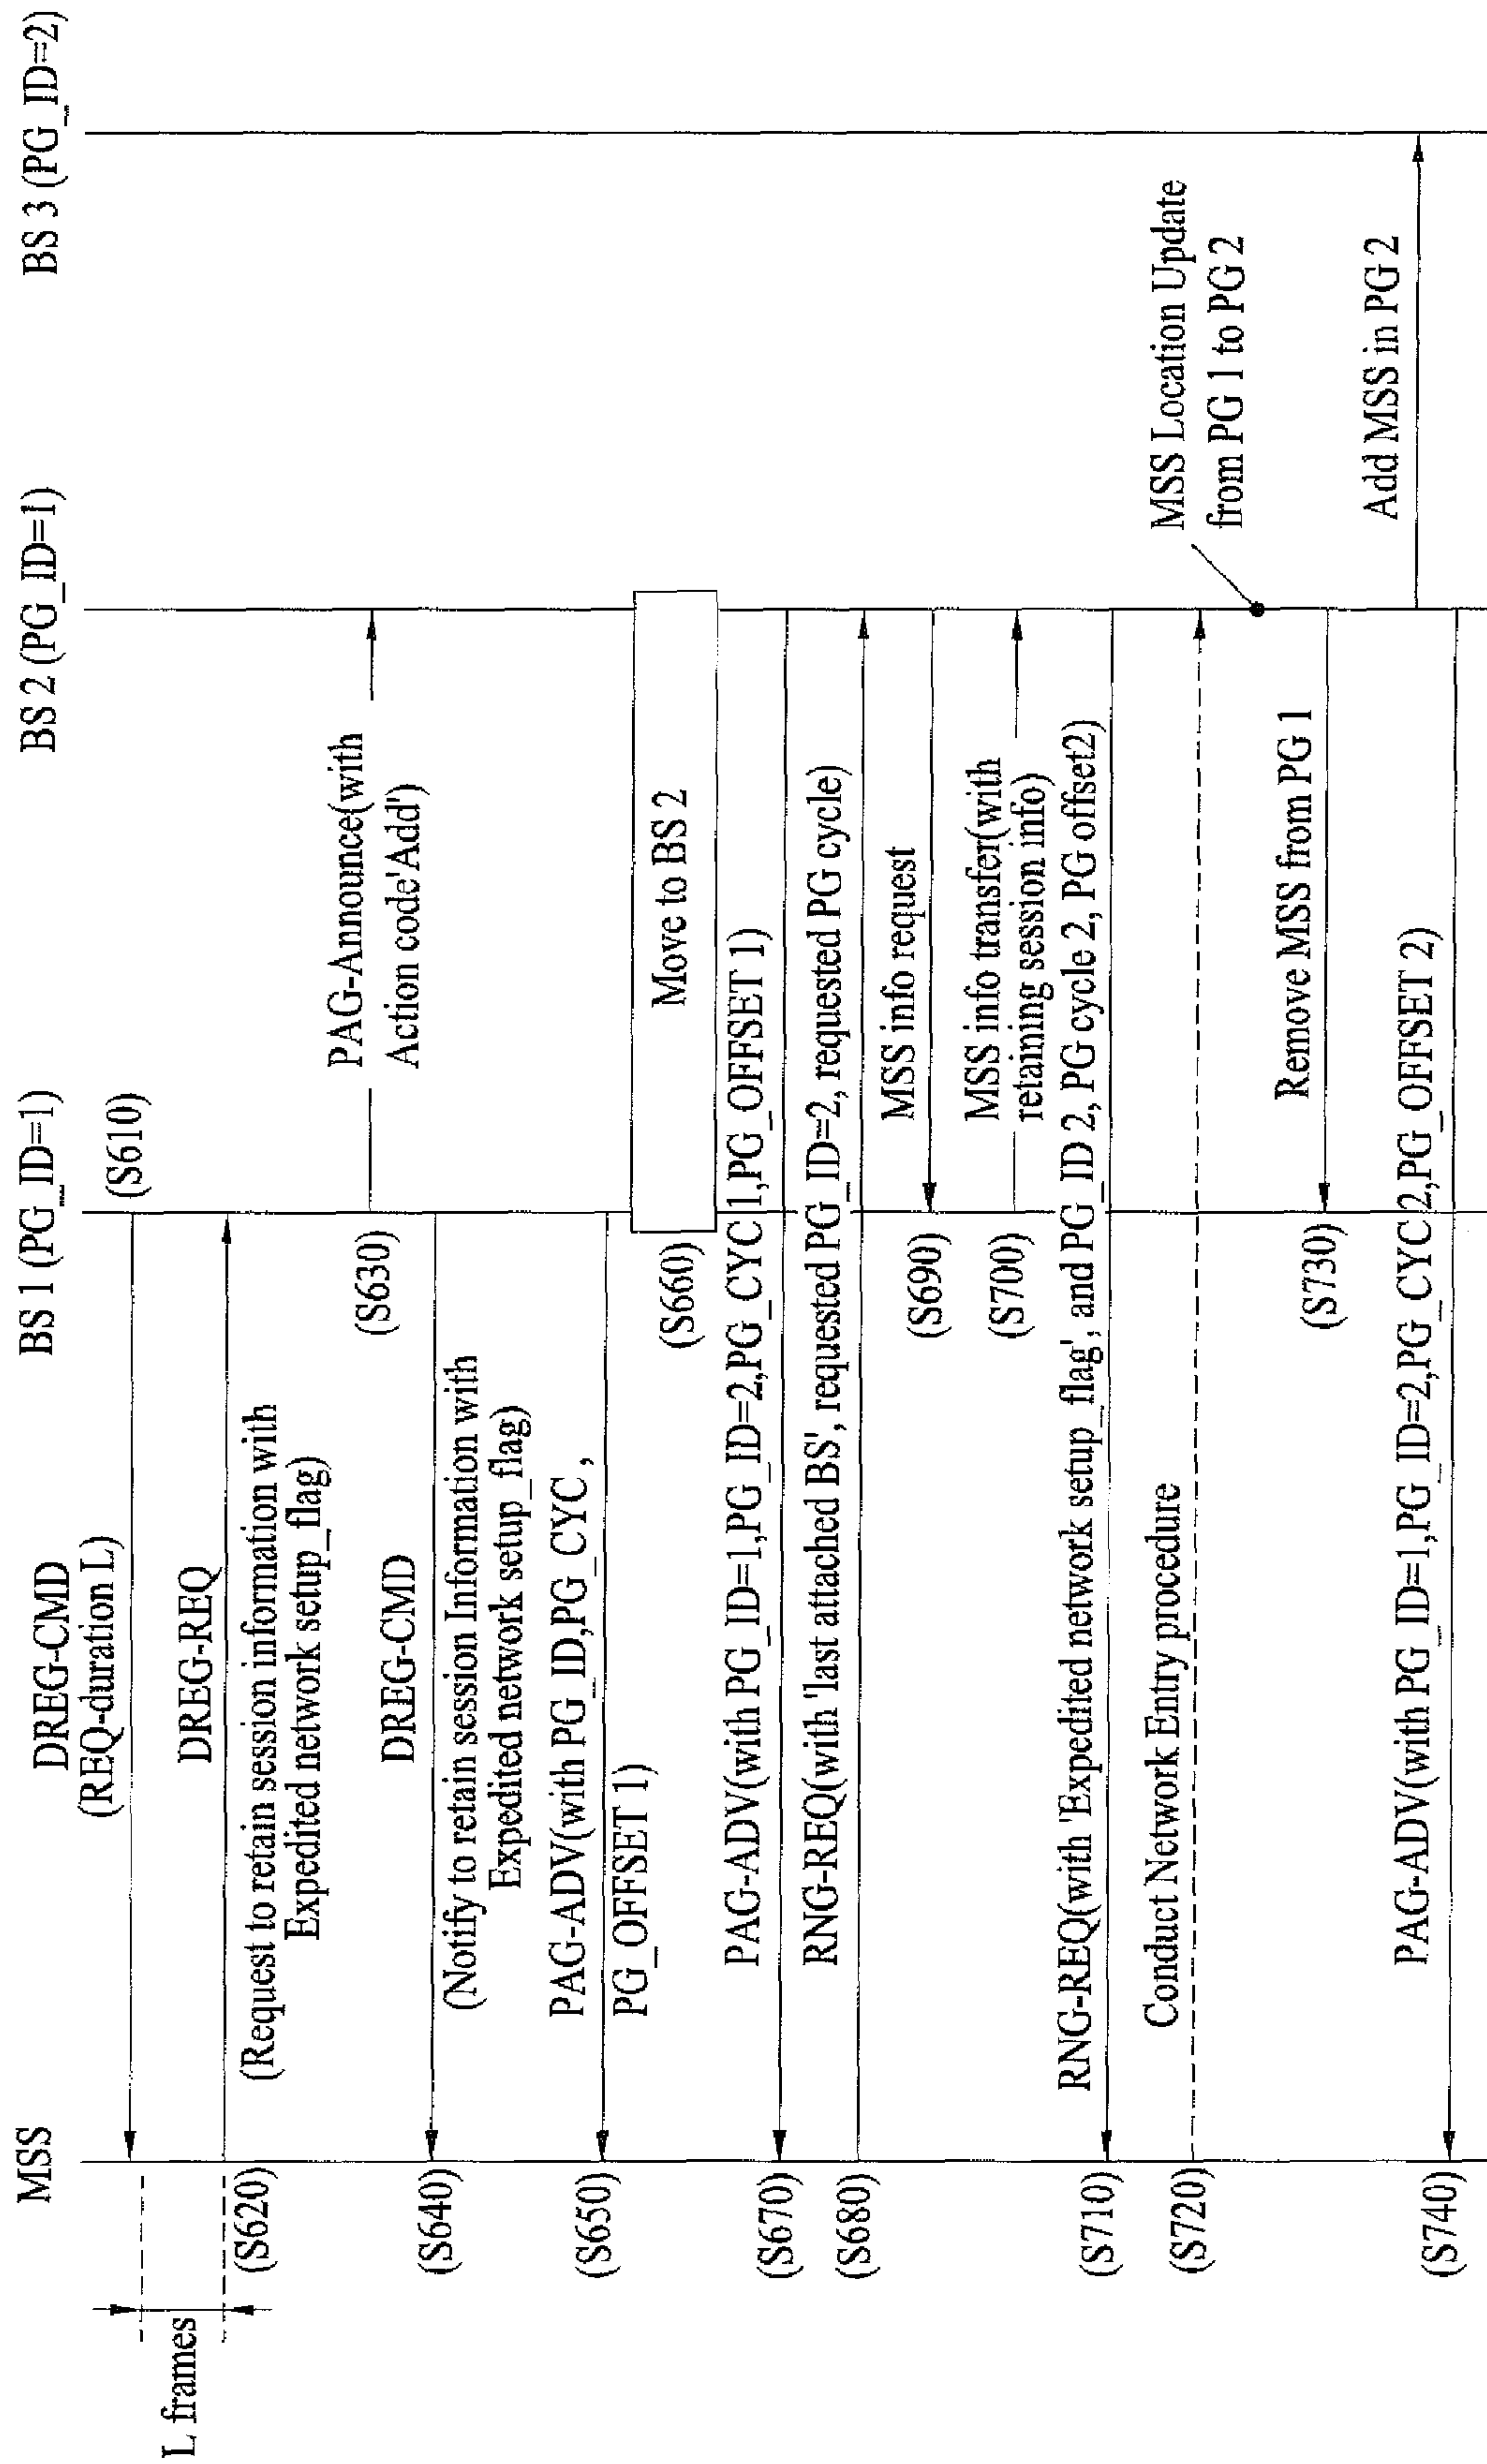 MSS
BS 1 (PG_ID=1)
BS 2 (PG_ID=1)
BS 3 (PG_ID=2)
DREG-CMD
(REQ-duration L)
(S610)
L frames
DREG-REQ
(S620)
(Request to retain session information with
Expedited network setup_flag)
PAG-Announce(with
Action code'Add')
(S630)
DREG-CMD
(S640)
(Notify to retain session Information with
Expedited network setup_flag)
PAG-ADV(with PG_ID,PG_CYC ,
PG_OFFSET 1)
(S650)
Move to BS 2
(S660)
PAG-ADV(with PG_ID=1,PG_ID=2,PG_CYC 1,PG_OFFSET 1)
(S670)
RNG-REQ(with 'last attached BS', requested PG_ID=2, requested PG cycle)
(S680)
MSS info request
(S690)
MSS info transfer(with
retaining session info)
(S700)
RNG-REQ(with 'Expedited network setup_flag', and PG_ID 2, PG cycle 2, PG offset2)
(S710)
Conduct Network Entry procedure
(S720)
MSS Location Update
from PG 1 to PG 2
Remove MSS from PG 1
(S730)
Add MSS in PG 2
PAG-ADV(with PG_ID=1,PG_ID=2,PG_CYC 2,PG_OFFSET 2)
(S740)